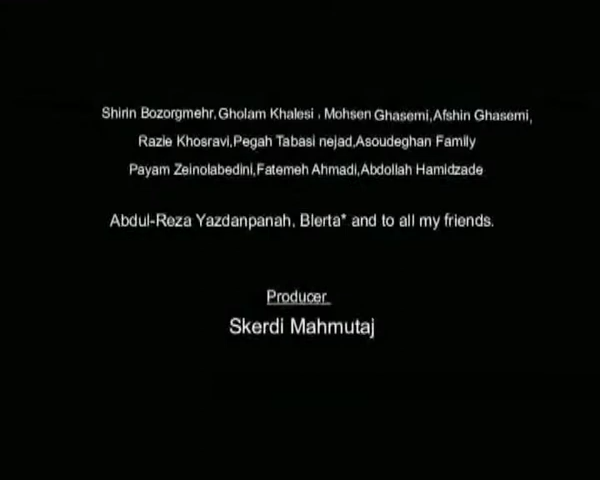 Shirin Bozorgmehr,Gholam Khalesi , Mohsen Ghasemi,Afshin Ghasemi,
Razie Khosravi,Pegah Tabasi nejad,Asoudeghan Family
Payam Zeinolabedini,Fatemeh Ahmadi,Abdollah Hamidzade
Abdul-Reza Yazdanpanah, Blerta* and to all my friends.
Producer
Skerdi Mahmutaj